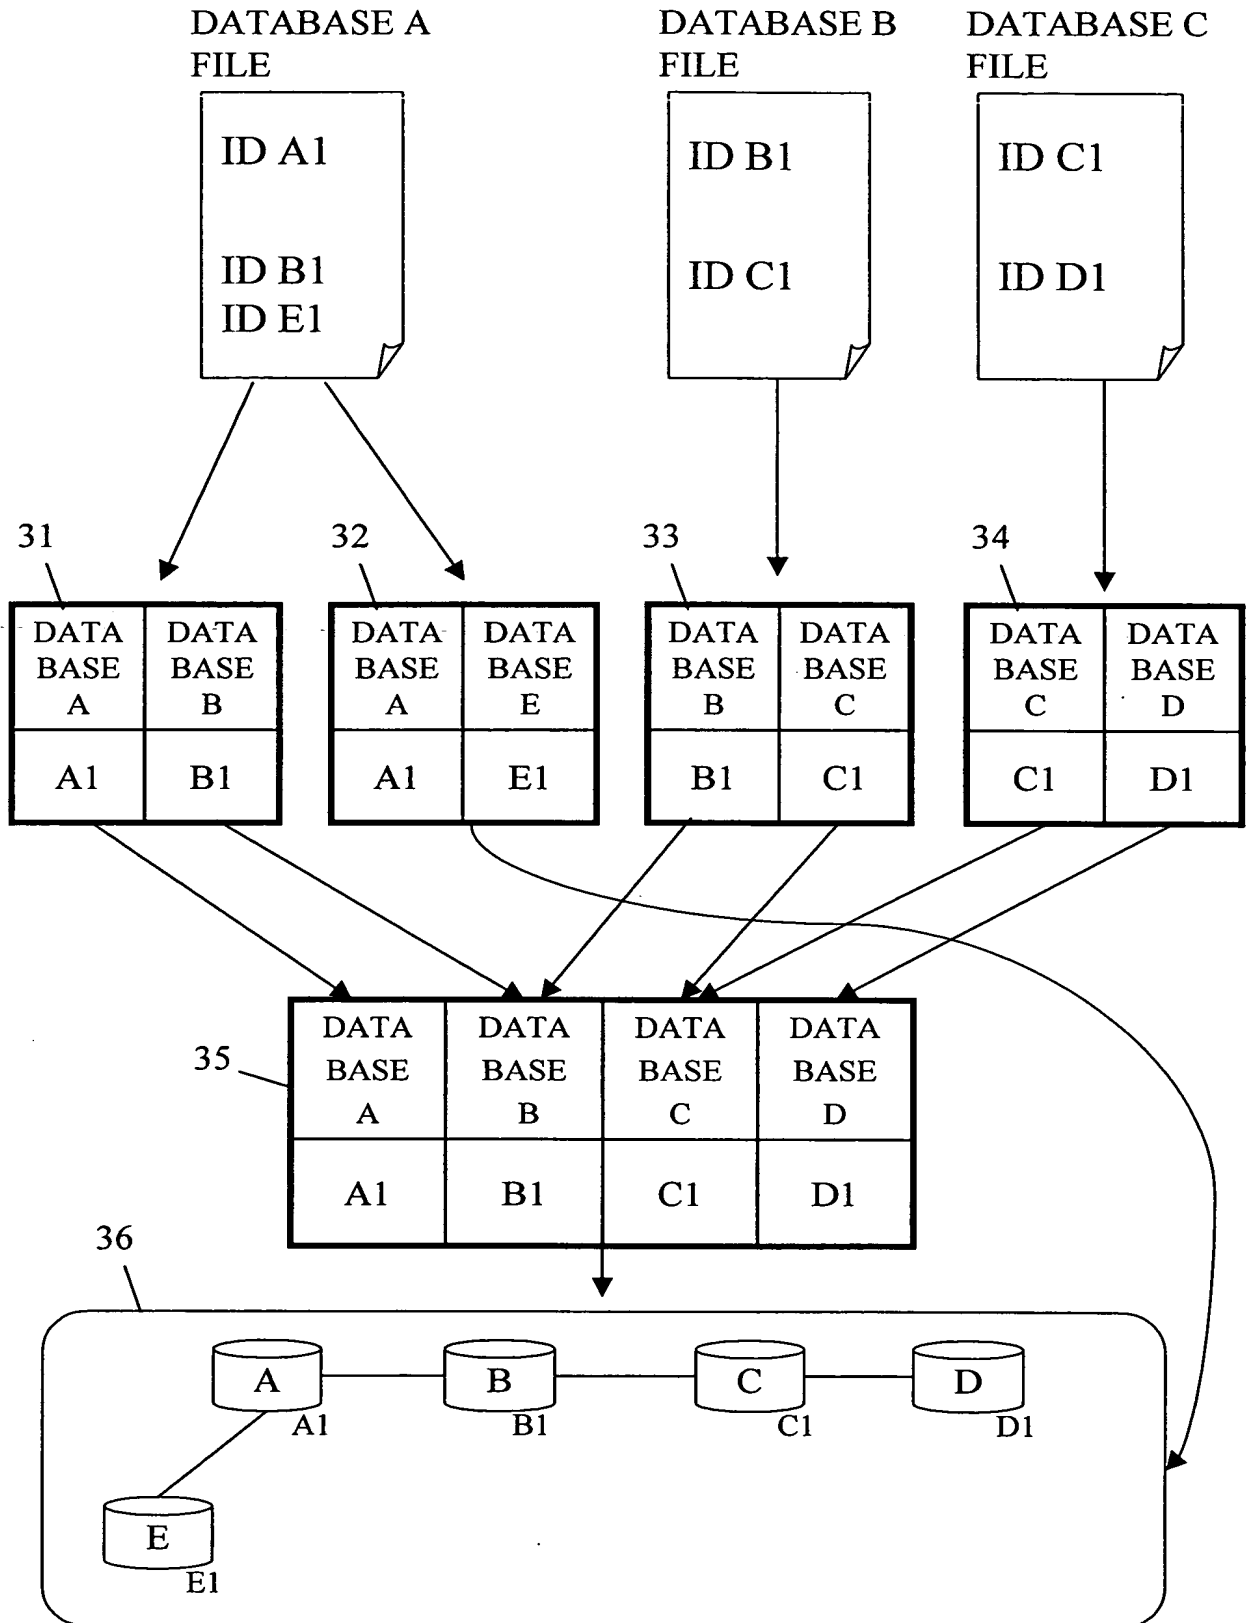 DATABASE A
FILE
DATABASE B
FILE
DATABASE C
FILE
ID A1
ID B1
ID E1
ID B1
ID C1
ID C1
ID D1
31
32
33
34
DATA
BASE
A
DATA
BASE
B
A1
B1
DATA
BASE
A
DATA
BASE
E
A1
E1
DATA
BASE
B
DATA
BASE
C
B1
C1
DATA
BASE
C
DATA
BASE
D
C1
D1
35
DATA
BASE
A
DATA
BASE
B
DATA
BASE
C
DATA
BASE
D
A1
B1
C1
D1
36
A
A1
B
B1
C
C1
D
D1
E
E1